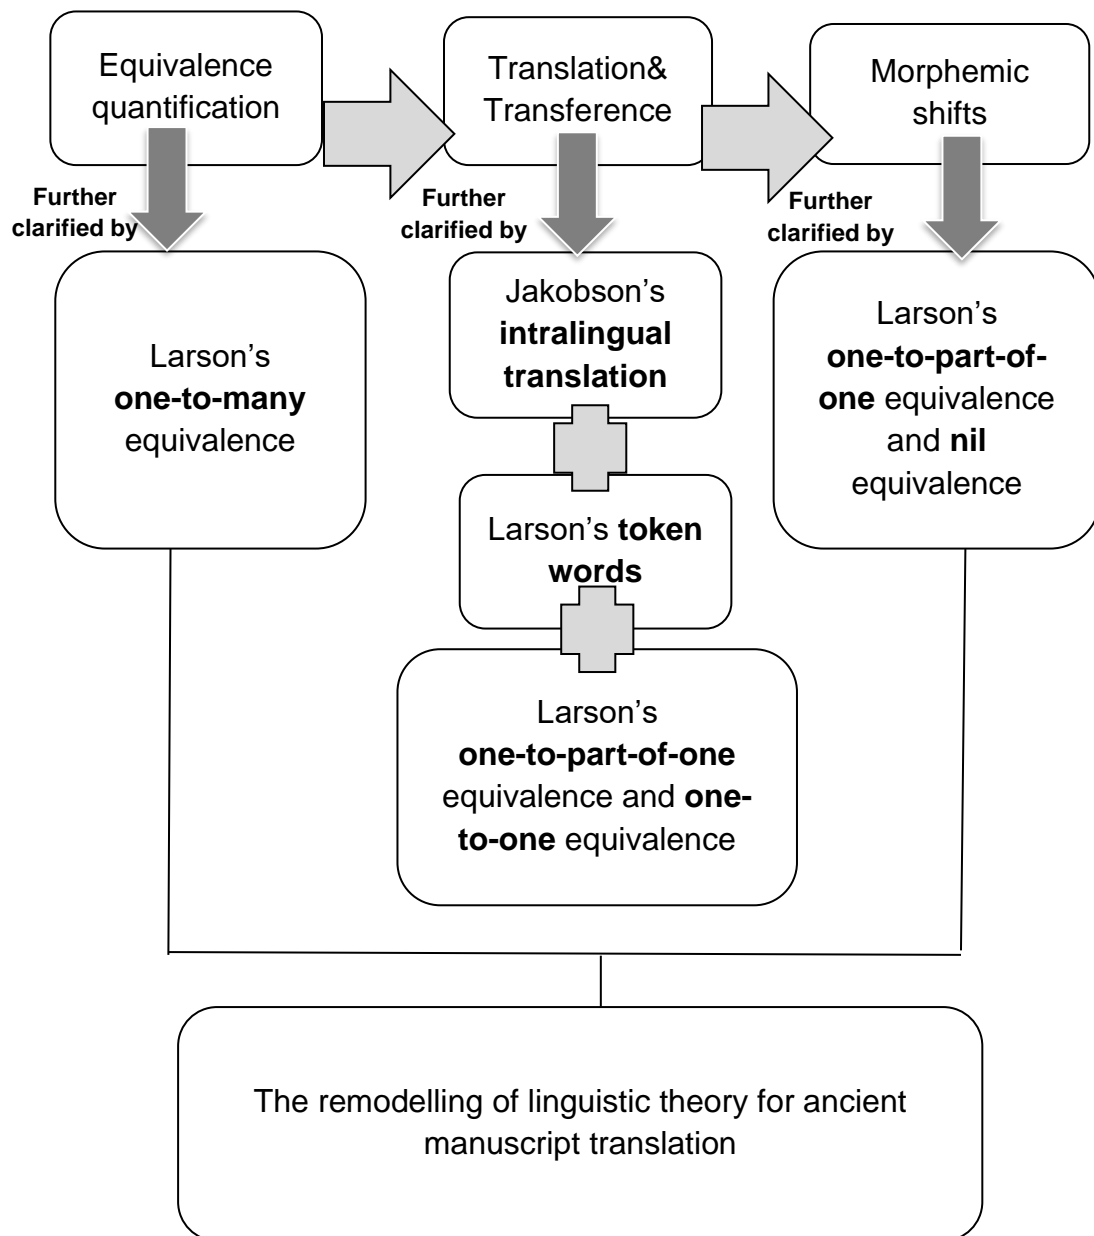 Equivalence
quantification
Translation&
Transference
Morphemic
shifts
Further
clarified by
Further
clarified by
Further
clarified by
Larson’s
one-to-many
equivalence
Jakobson’s
intralingual
translation
Larson’s token
words
Larson’s
one-to-part-of-one
equivalence and one-
to-one equivalence
Larson’s
one-to-part-of-
one equivalence
and nil
equivalence
The remodelling of linguistic theory for ancient
manuscript translation